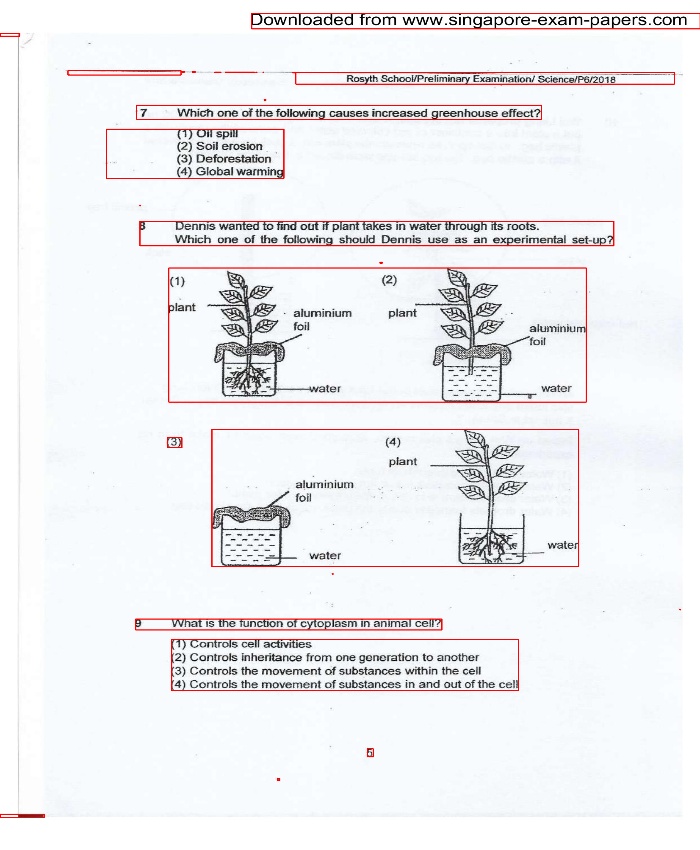 Downloaded from www.singapore-exam-papers.com
Rosyth School/Preliminary Examination/ Science/P6/2018
7 Which one of the following causes increased greenhouse effect?
(1) Oil spill
(2) Soil erosion
(3) Deforestation
(4) Global warming
8 Dennis wanted to find out if plant takes in water through its roots.
Which one of the following should Dennis use as an experimental set-up?
(1) (2)
plant aluminium foil water
plant aluminium foil water
(3) (4)
aluminium foil water
plant water
9 What is the function of cytoplasm in animal cell?
(1) Controls cell activities
(2) Controls inheritance from one generation to another
(3) Controls the movement of substances within the cell
(4) Controls the movement of substances in and out of the cell
5